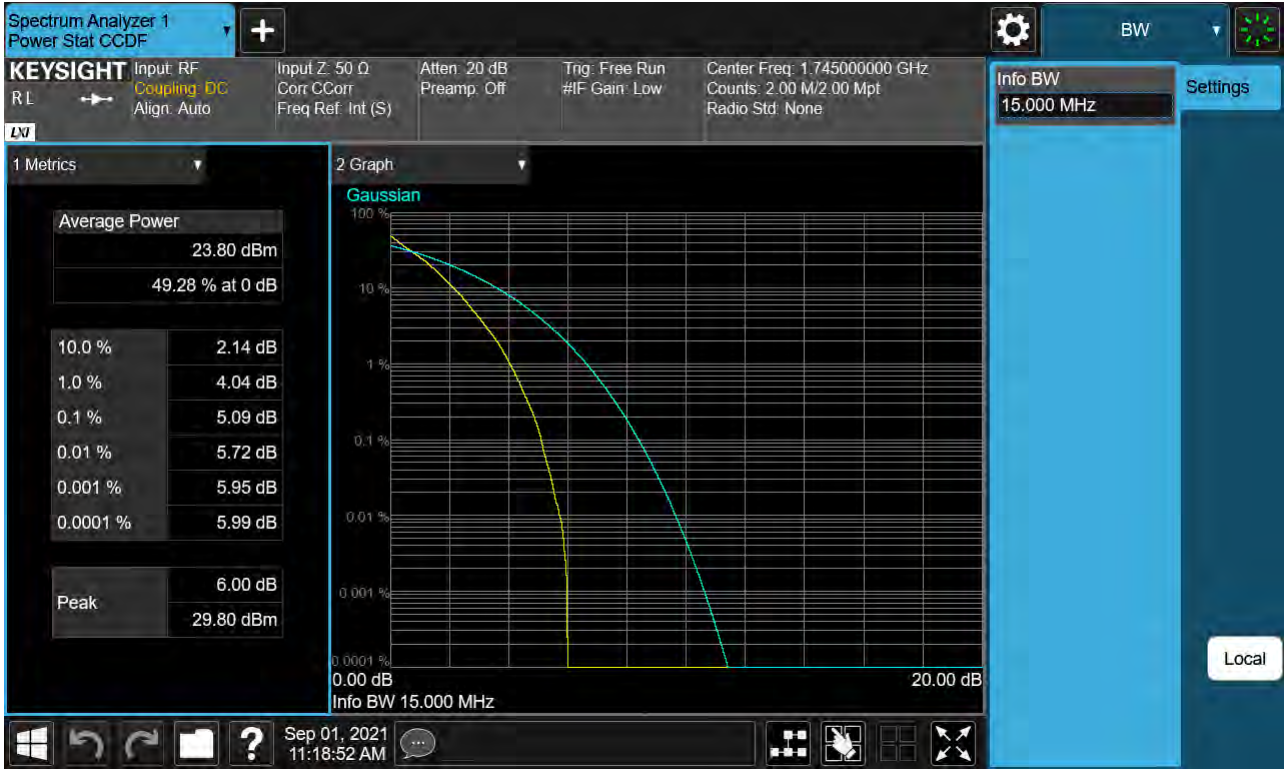 Spectrum Analyzer 1
Power Stat CCDF
BW
KEYSIGHT
RL
LXI
Input: RF
Coupling: DC
Align: Auto
Input Z: 50 Ω
Corr CCorr
Freq Ref: Int (S)
Atten: 20 dB
Preamp: Off
Trig: Free Run
#IF Gain: Low
Center Freq: 1.745000000 GHz
Counts: 2.00 M/2.00 Mpt
Radio Std: None
Info BW
15.000 MHz
Settings
1 Metrics
Average Power
23.80 dBm
49.28 % at 0 dB
10.0 % 2.14 dB
1.0 % 4.04 dB
0.1 % 5.09 dB
0.01 % 5.72 dB
0.001 % 5.95 dB
0.0001 % 5.99 dB
Peak
6.00 dB
29.80 dBm
2 Graph
Gaussian
100 %
10 %
1 %
0.1 %
0.01 %
0.001 %
0.0001 %
0.00 dB 20.00 dB
Info BW 15.000 MHz
Local
?
Sep 01, 2021
11:18:52 AM